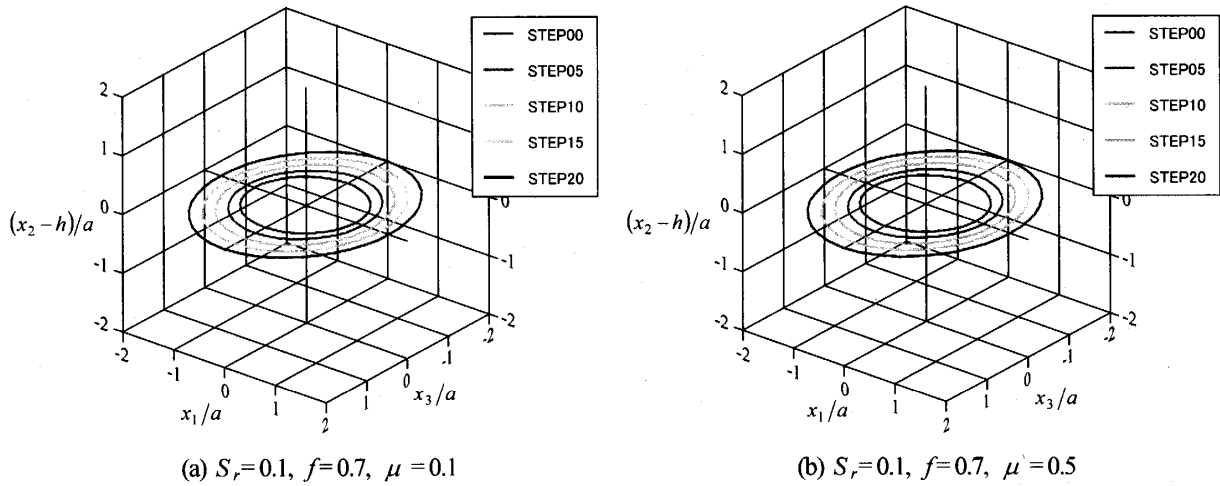 STEP00
STEP05
STEP10
STEP15
STEP20
2
1
0
-1
-2
(x₂ – h)/a
-2
-1
0
1
2
x₁/a
2
1
0
-1
-2
x₃/a
0
-1
-2
(a) Sᵣ=0.1, f=0.7, μ =0.1
STEP00
STEP05
STEP10
STEP15
STEP20
2
1
0
-1
-2
(x₂ – h)/a
-2
-1
0
1
2
x₁/a
1
0
-1
-2
x₃/a
0
-1
-2
(b) Sᵣ=0.1, f=0.7, μ =0.5